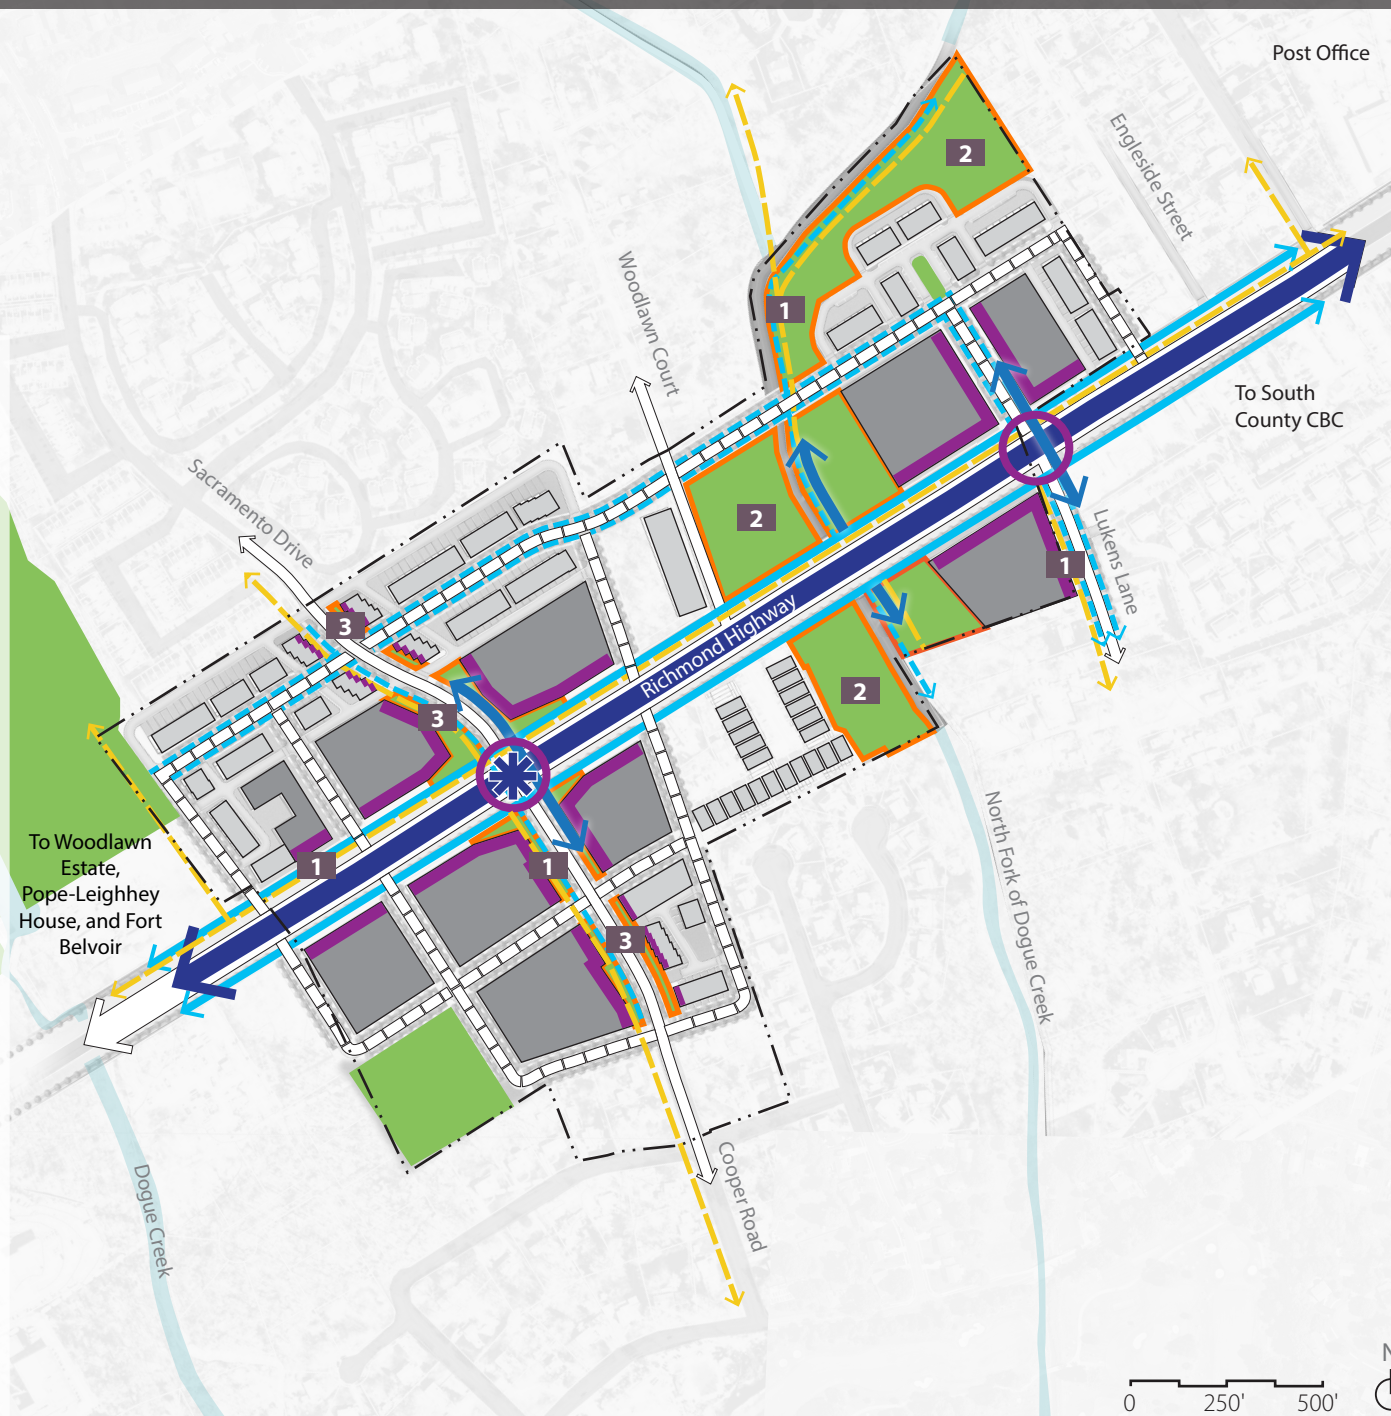 Post Office
Engleside Street
2
Woodlawn Court
1
To South
County CBC
Sacramento Drive
2
Lukens Lane
1
Richmond Highway
3
2
3
To Woodlawn
Estate,
Pope-Leighhey
House, and Fort
Belvoir
1
1
3
North Fork of Dogue Creek
Dogue Creek
Cooper Road
N
0
250'
500'